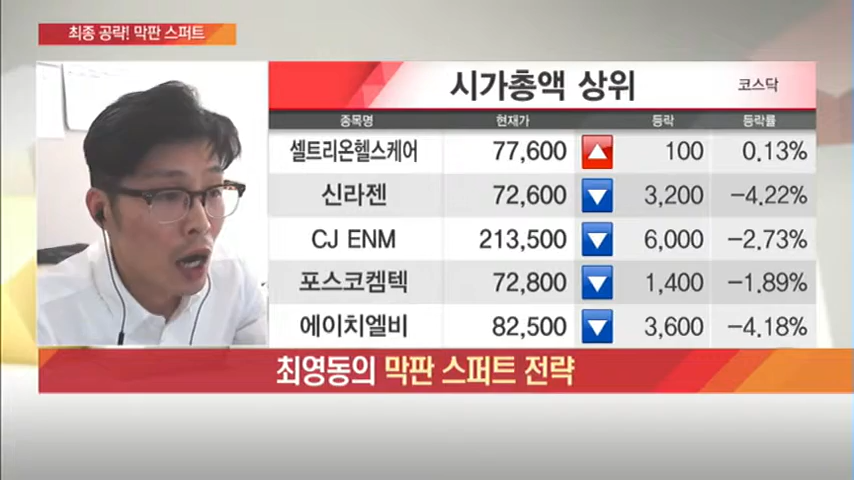 최종 공략! 막판 스퍼트
시가총액 상위 코스닥
종목명 현재가 등락 등락률
셀트리온헬스케어 77,600 ▲ 100 0.13%
신라젠 72,600 ▼ 3,200 -4.22%
CJ ENM 213,500 ▼ 6,000 -2.73%
포스코켐텍 72,800 ▼ 1,400 -1.89%
에이치엘비 82,500 ▼ 3,600 -4.18%
최영동의 막판 스퍼트 전략